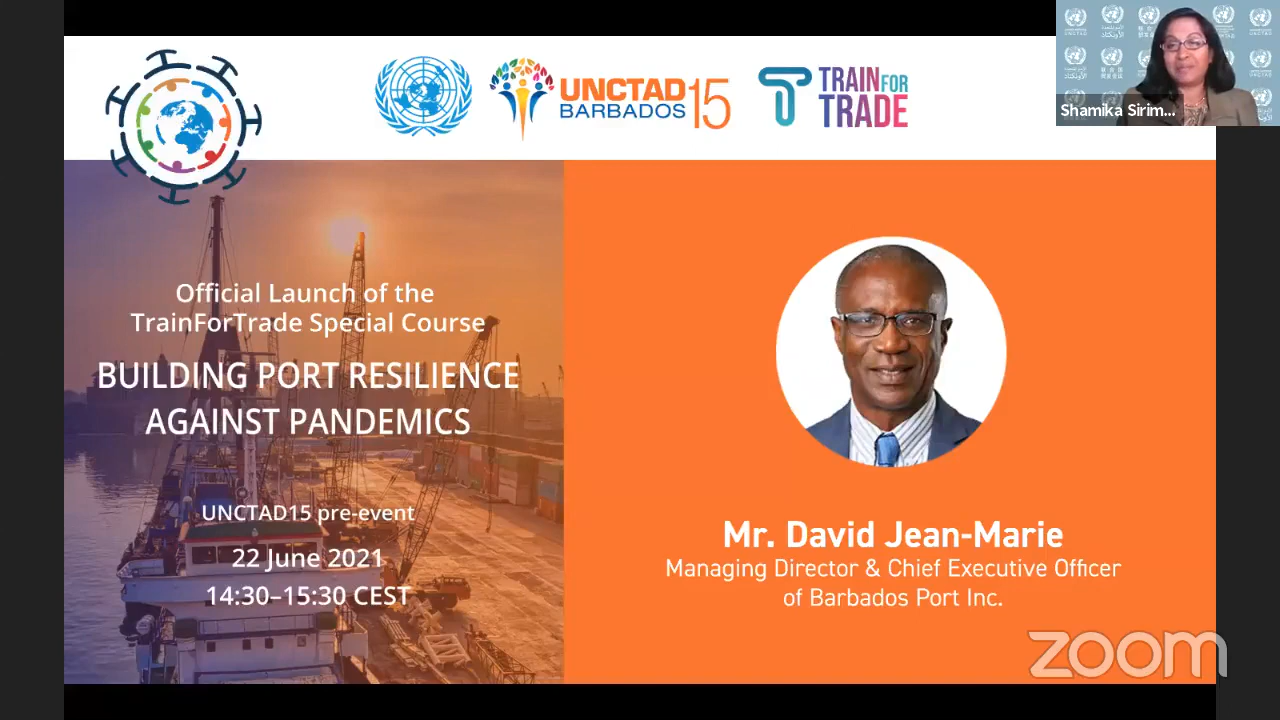 UNCTAD
BARBADOS
15
TRAIN FOR
TRADE
Shamika Sirim...
Official Launch of the
TrainForTrade Special Course
BUILDING PORT RESILIENCE
AGAINST PANDEMICS
UNCTAD15 pre-event
22 June 2021
14:30–15:30 CEST
Mr. David Jean-Marie
Managing Director & Chief Executive Officer
of Barbados Port Inc.
zoom